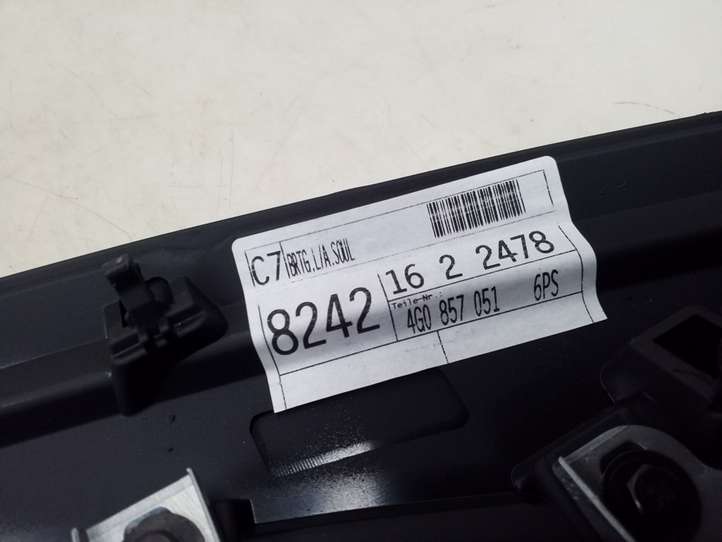 C7 BRTG.L/A.SOUL
8242 16 2 2478
Teile-Nr.:
4G0 857 051 6PS